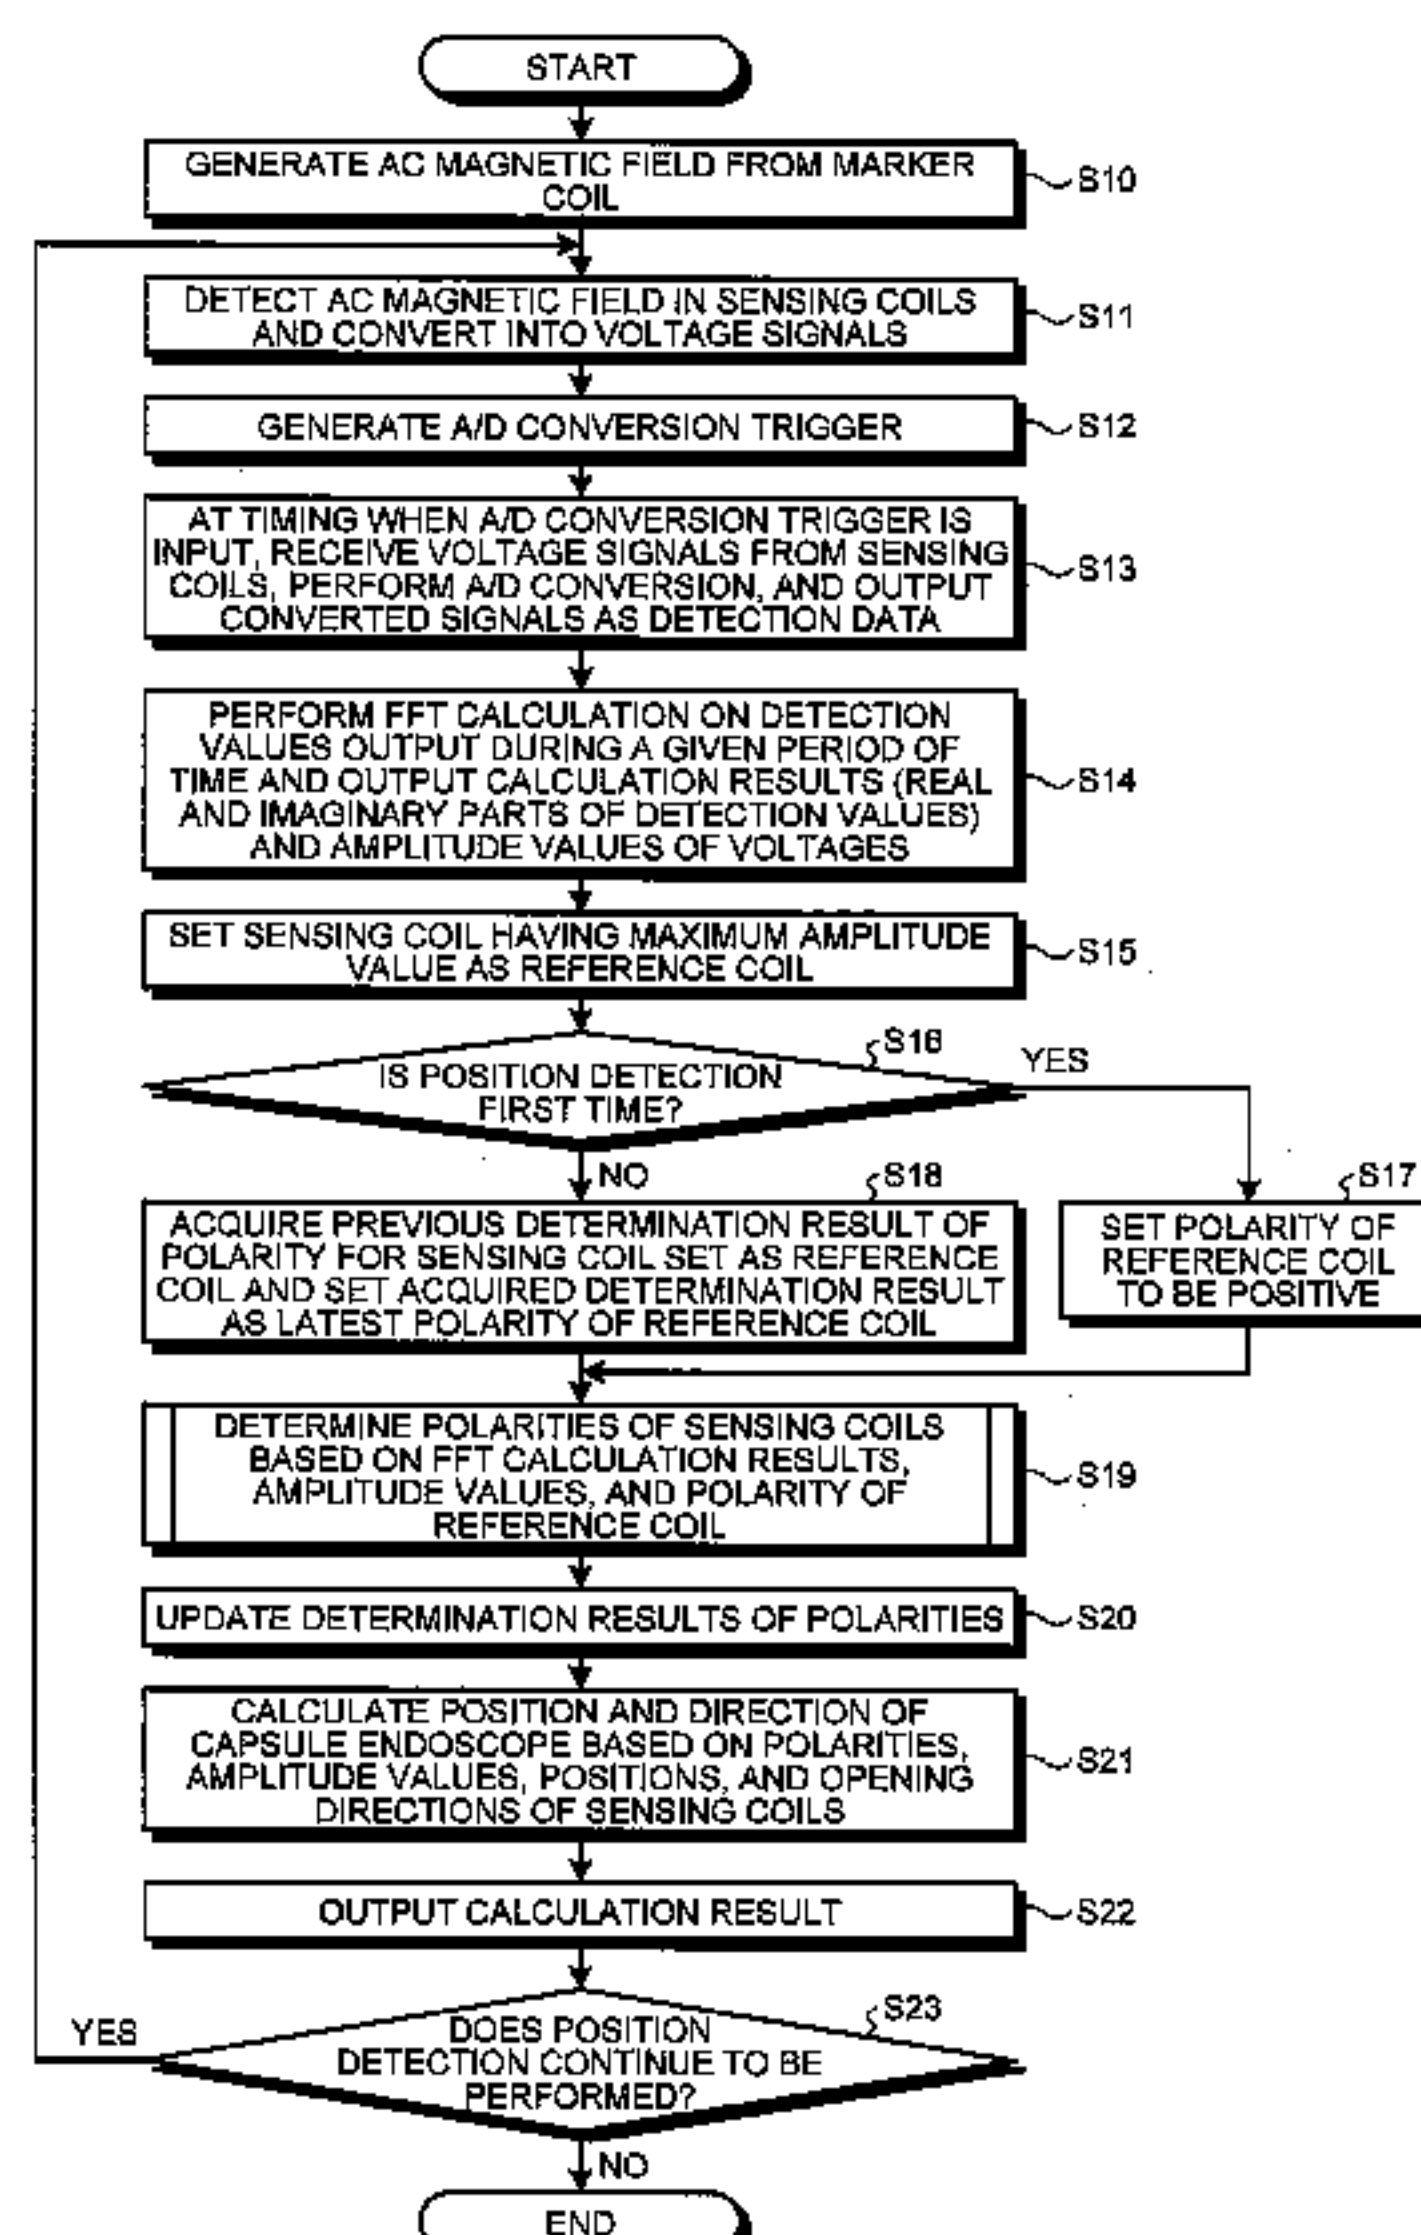 START
GENERATE AC MAGNETIC FIELD FROM MARKER
COIL
S10
DETECT AC MAGNETIC FIELD IN SENSING COILS
AND CONVERT INTO VOLTAGE SIGNALS
S11
GENERATE A/D CONVERSION TRIGGER
S12
AT TIMING WHEN A/D CONVERSION TRIGGER IS
INPUT, RECEIVE VOLTAGE SIGNALS FROM SENSING
COILS, PERFORM A/D CONVERSION, AND OUTPUT
CONVERTED SIGNALS AS DETECTION DATA
S13
PERFORM FFT CALCULATION ON DETECTION
VALUES OUTPUT DURING A GIVEN PERIOD OF
TIME AND OUTPUT CALCULATION RESULTS (REAL
AND IMAGINARY PARTS OF DETECTION VALUES)
AND AMPLITUDE VALUES OF VOLTAGES
S14
SET SENSING COIL HAVING MAXIMUM AMPLITUDE
VALUE AS REFERENCE COIL
S15
S16
IS POSITION DETECTION
FIRST TIME?
YES
NO
S18
ACQUIRE PREVIOUS DETERMINATION RESULT OF
POLARITY FOR SENSING COIL SET AS REFERENCE
COIL AND SET ACQUIRED DETERMINATION RESULT
AS LATEST POLARITY OF REFERENCE COIL
S17
SET POLARITY OF
REFERENCE COIL
TO BE POSITIVE
DETERMINE POLARITIES OF SENSING COILS
BASED ON FFT CALCULATION RESULTS,
AMPLITUDE VALUES, AND POLARITY OF
REFERENCE COIL
S19
UPDATE DETERMINATION RESULTS OF POLARITIES
S20
CALCULATE POSITION AND DIRECTION OF
CAPSULE ENDOSCOPE BASED ON POLARITIES,
AMPLITUDE VALUES, POSITIONS, AND OPENING
DIRECTIONS OF SENSING COILS
S21
OUTPUT CALCULATION RESULT
S22
S23
YES
DOES POSITION
DETECTION CONTINUE TO BE
PERFORMED?
NO
END